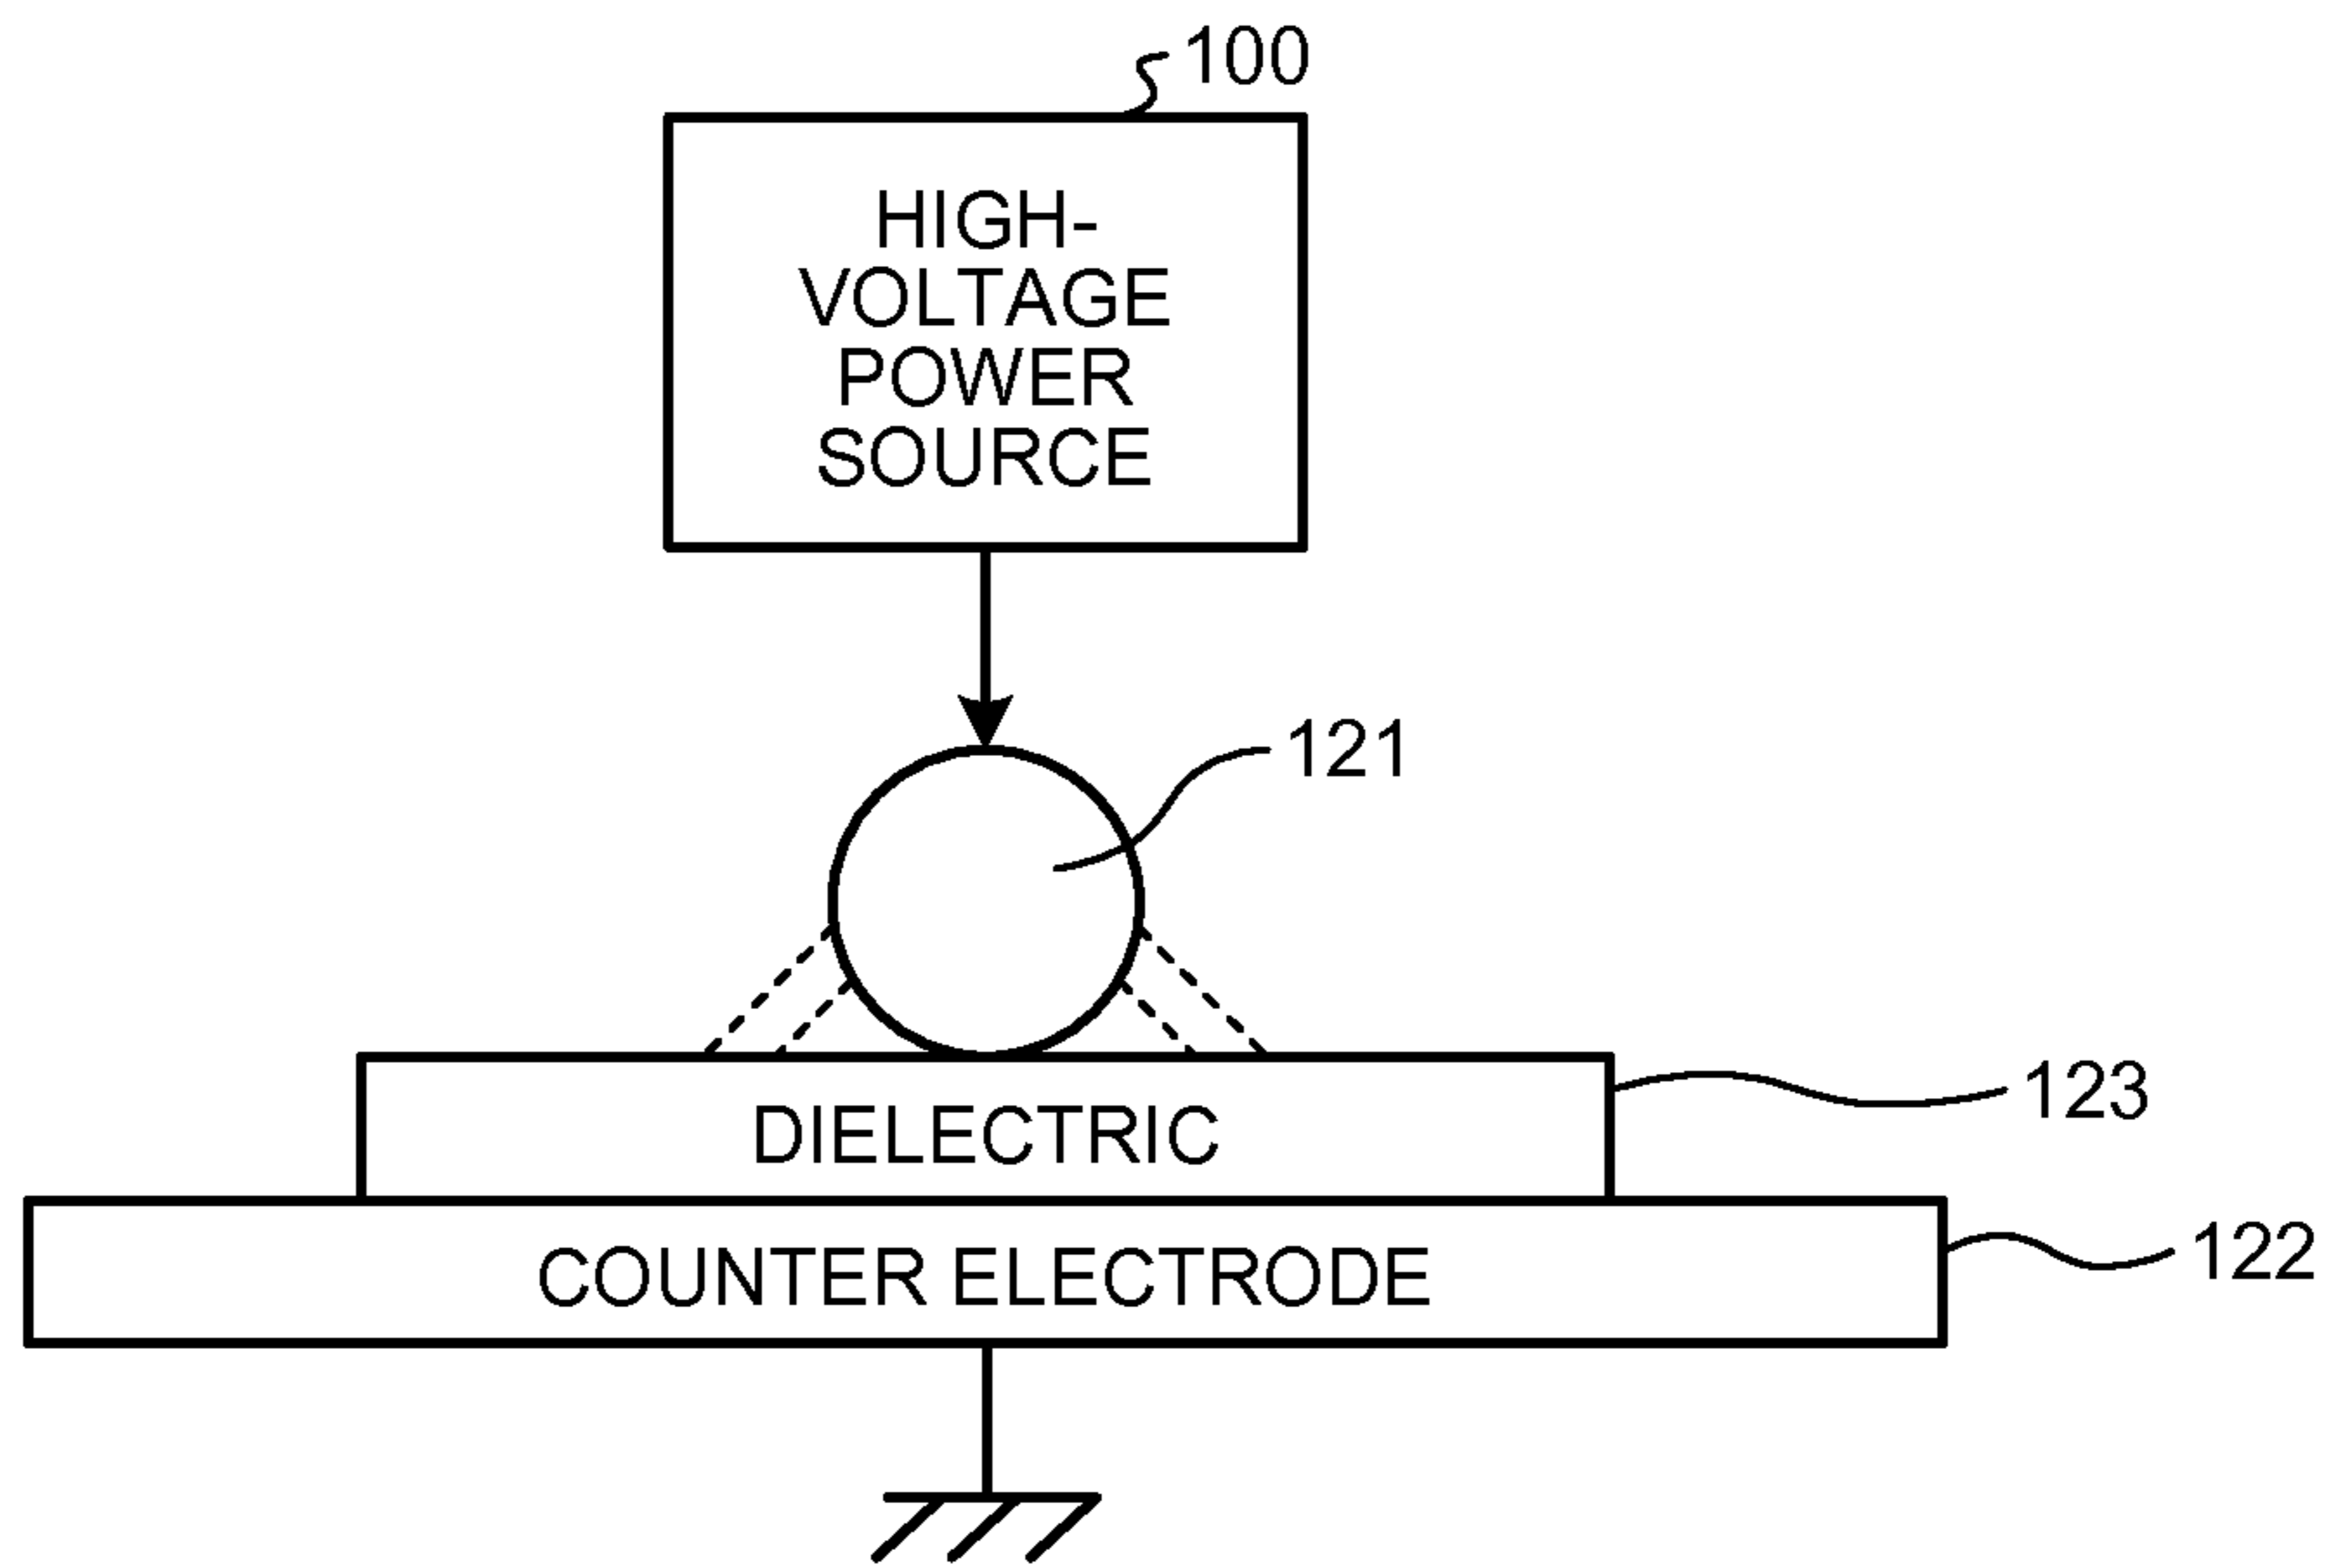 100
HIGH-
VOLTAGE
POWER
SOURCE
121
DIELECTRIC
123
COUNTER ELECTRODE
122